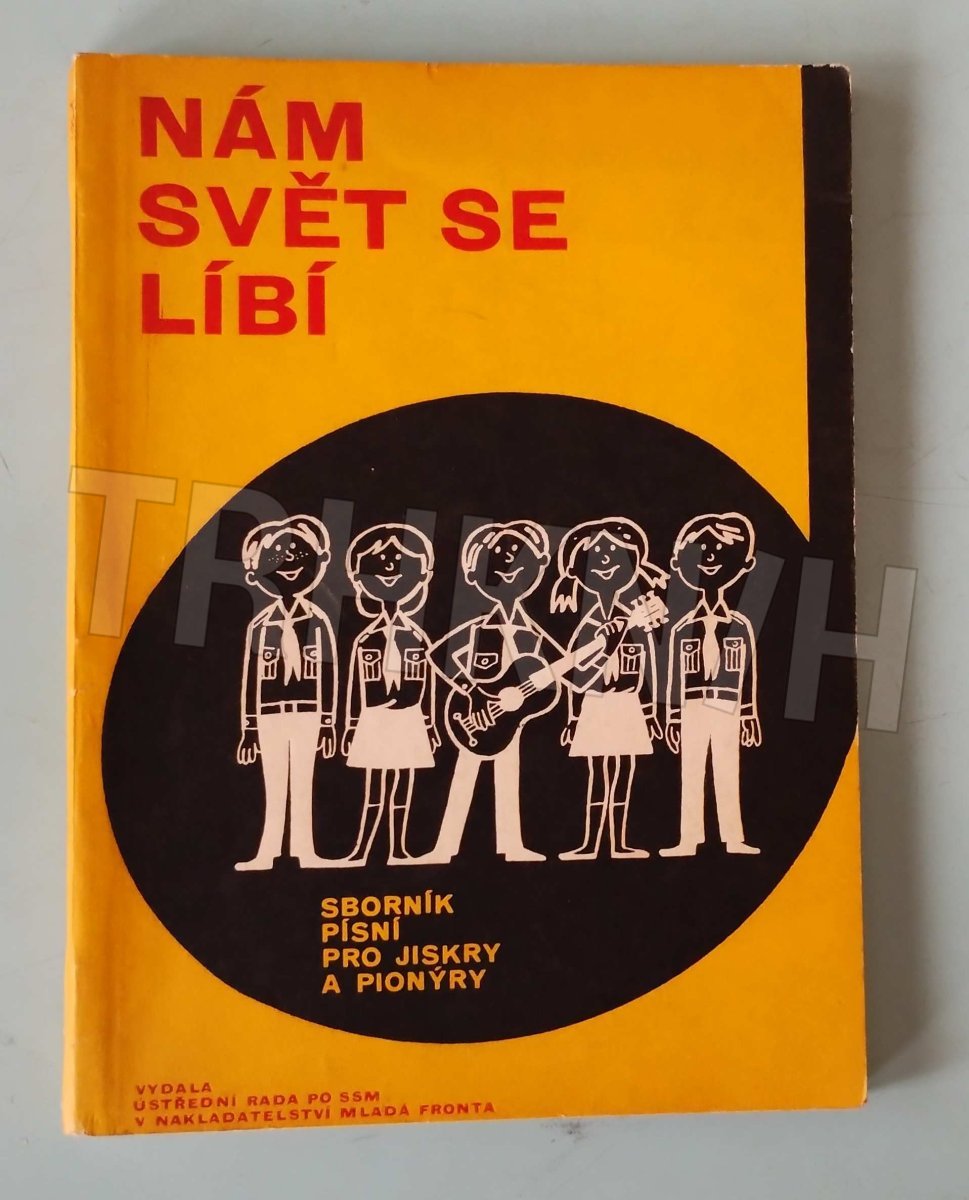 NÁM
SVĚT SE
LÍBÍ
SBORNÍK
PÍSNÍ
PRO JISKRY
A PIONÝRY
VYDALA
ÚSTŘEDNÍ RADA PO SSM
V NAKLADATELSTVÍ MLADÁ FRONTA